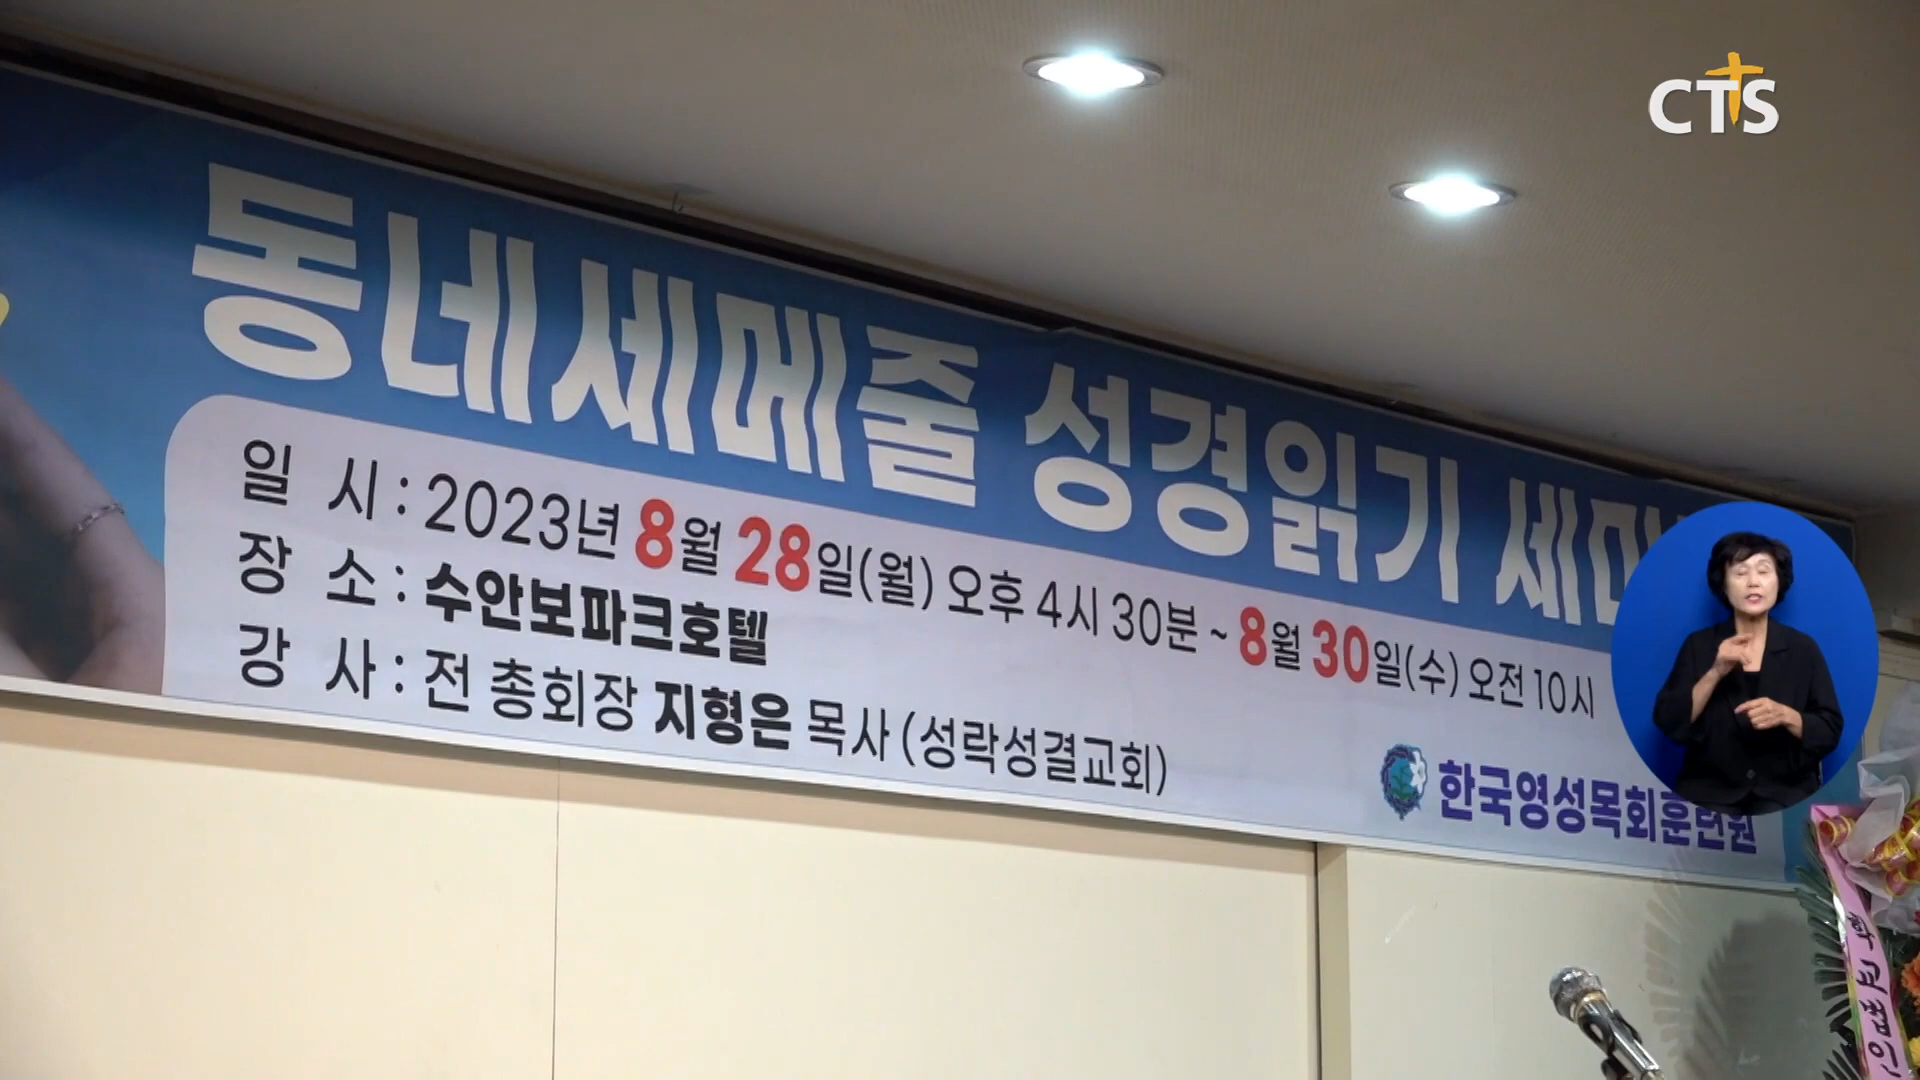 CTS
동네세메줄 성경읽기 세미
일 시 : 2023년 8월 28일(월) 오후 4시 30분 ~ 8월 30일(수) 오전 10시
장 소 : 수안보파크호텔
강 사 : 전 총회장 지형은 목사 (성락성결교회)
한국영성목회훈련원